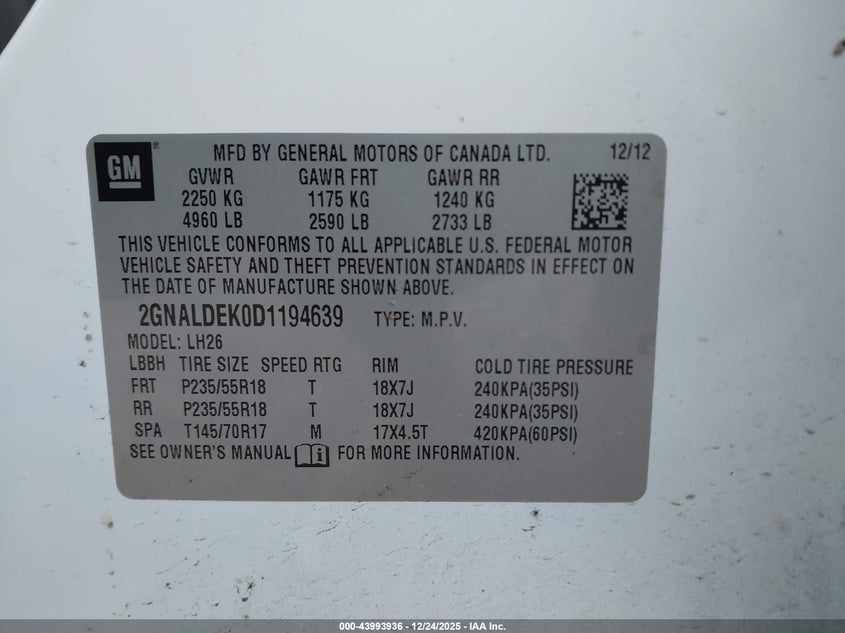 GM ® MFD BY GENERAL MOTORS OF CANADA LTD. 12/12
GVWR GAWR FRT GAWR RR
2250 KG 1175 KG 1240 KG
4960 LB 2590 LB 2733 LB
THIS VEHICLE CONFORMS TO ALL APPLICABLE U.S. FEDERAL MOTOR
VEHICLE SAFETY AND THEFT PREVENTION STANDARDS IN EFFECT ON
THE DATE OF MANUFACTURE SHOWN ABOVE.
2GNALDEK0D1194639 TYPE: M.P.V.
MODEL: LH26
LBBH TIRE SIZE SPEED RTG RIM COLD TIRE PRESSURE
FRT P235/55R18 T 18X7J 240KPA(35PSI)
RR P235/55R18 T 18X7J 240KPA(35PSI)
SPA T145/70R17 M 17X4.5T 420KPA(60PSI)
SEE OWNER'S MANUAL i FOR MORE INFORMATION.
000-43993936 - 12/24/2025 - IAA Inc.